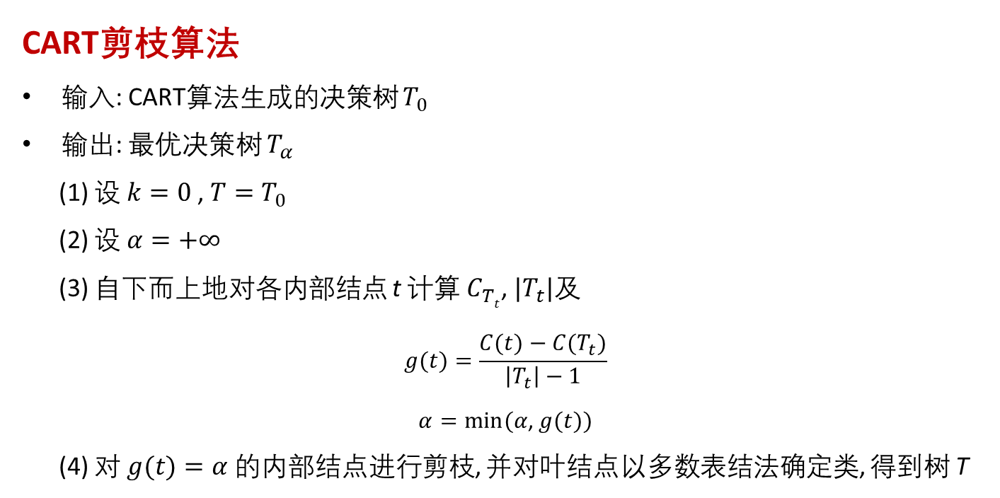 CART剪枝算法
• 输入: CART算法生成的决策树 $T_0$
• 输出: 最优决策树 $T_\alpha$
(1) 设 $k = 0$ , $T = T_0$
(2) 设 $\alpha = +\infty$
(3) 自下而上地对各内部结点 t 计算 $C_{T_t}$, $|T_t|$及
$g(t) = \frac{C(t) - C(T_t)}{|T_t| - 1}$
$\alpha = \min(\alpha, g(t))$
(4) 对 $g(t) = \alpha$ 的内部结点进行剪枝, 并对叶结点以多数表结法确定类, 得到树 T